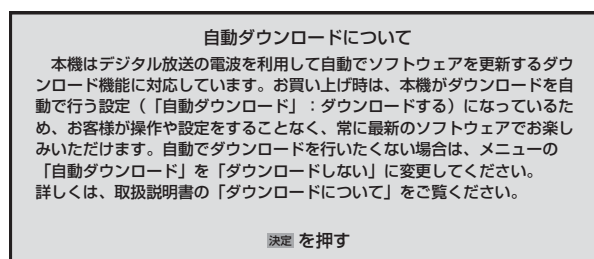 自動ダウンロードについて
本機はデジタル放送の電波を利用して自動でソフトウェアを更新するダウ
ンロード機能に対応しています。お買い上げ時は、本機がダウンロードを自
動で行う設定（「自動ダウンロード」：ダウンロードする）になっているた
め、お客様が操作や設定をすることなく、常に最新のソフトウェアでお楽し
みいただけます。自動でダウンロードを行いたくない場合は、メニューの
「自動ダウンロード」を「ダウンロードしない」に変更してください。
詳しくは、取扱説明書の「ダウンロードについて」をご覧ください。
決定 を押す